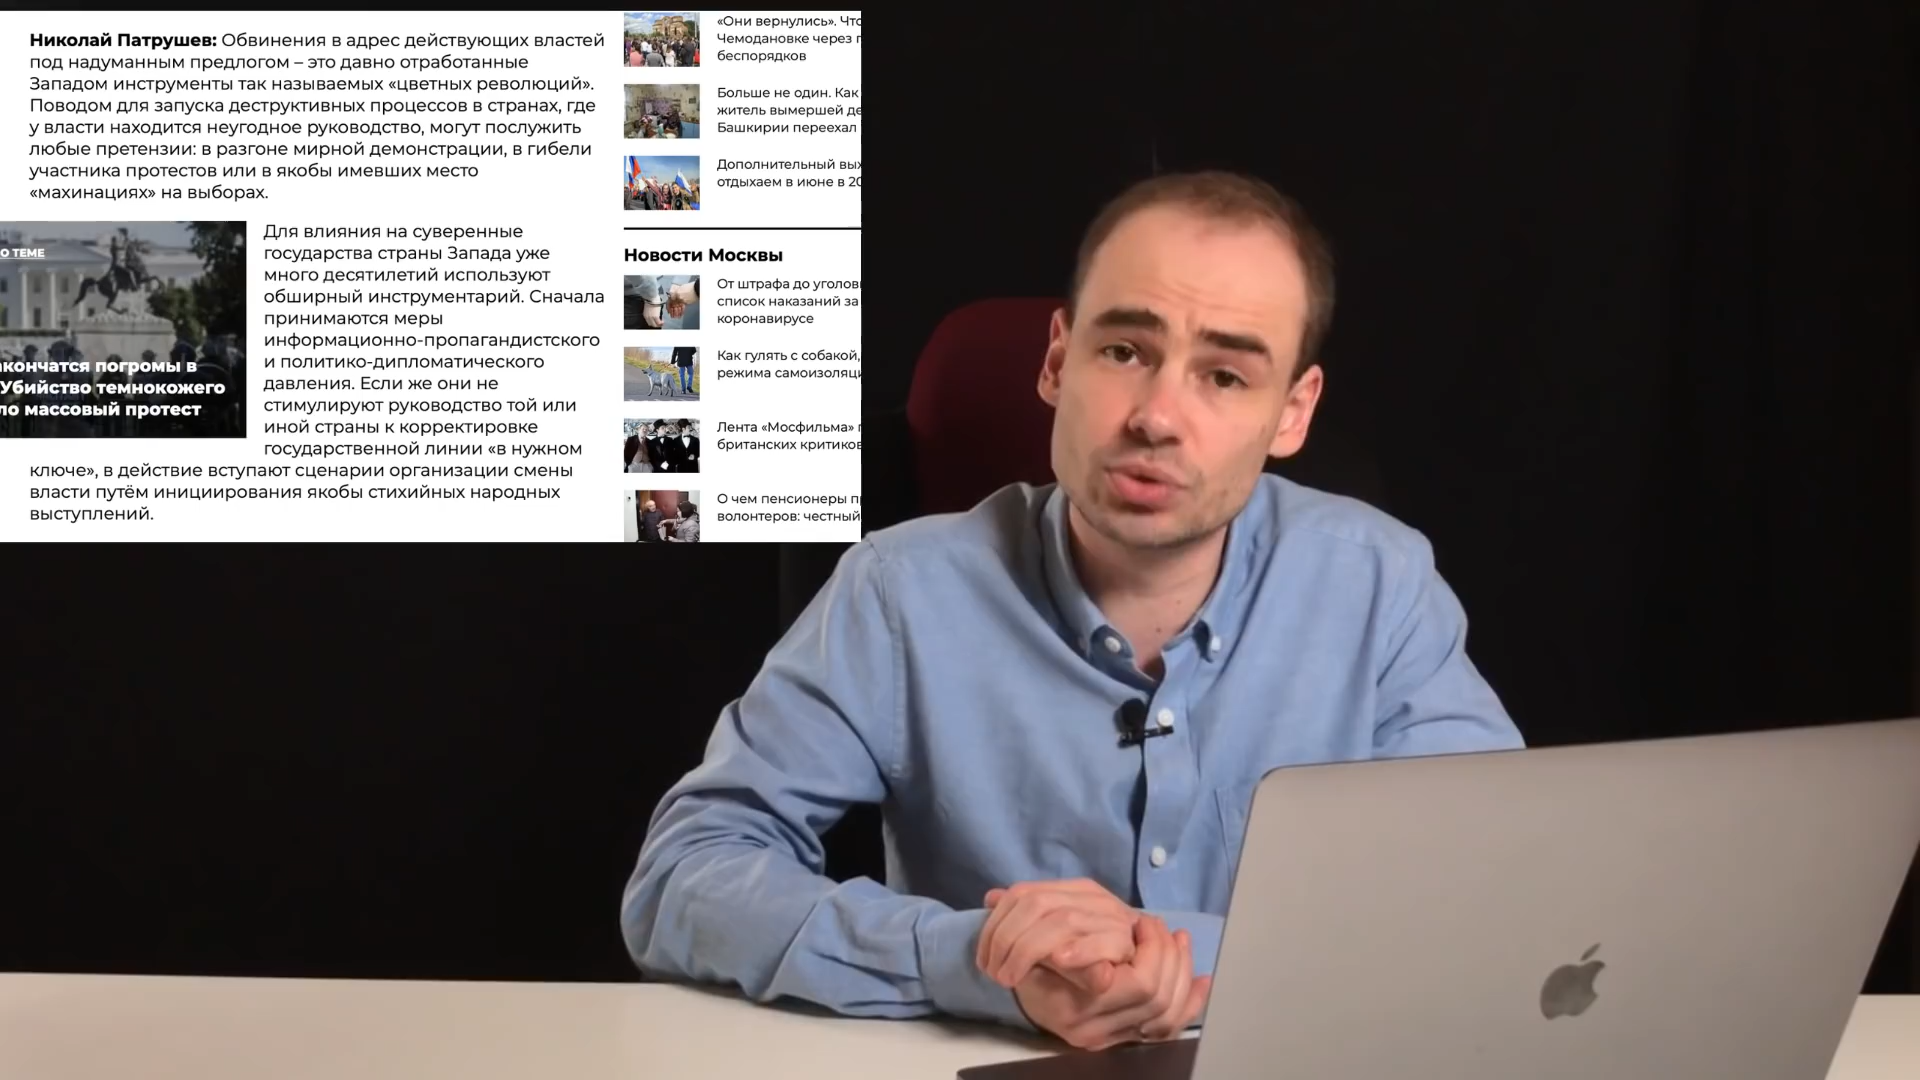 Николай Патрушев: Обвинения в адрес действующих властей
под надуманным предлогом – это давно отработанные
Западом инструменты так называемых «цветных революций».
Поводом для запуска деструктивных процессов в странах, где
у власти находится неугодное руководство, могут послужить
любые претензии: в разгоне мирной демонстрации, в гибели
участника протестов или в якобы имевших место
«махинациях» на выборах.
О ТЕМЕ
акончатся погромы в
Убийство темнокожего
ло массовый протест
Для влияния на суверенные
государства страны Запада уже
много десятилетий используют
обширный инструментарий. Сначала
принимаются меры
информационно-пропагандистского
и политико-дипломатического
давления. Если же они не
стимулируют руководство той или
иной страны к корректировке
государственной линии «в нужном
ключе», в действие вступают сценарии организации смены
власти путём инициирования якобы стихийных народных
выступлений.
«Они вернулись». Что
Чемодановке через г
беспорядков
Больше не один. Как
житель вымершей де
Башкирии переехал
Дополнительный вых
отдыхаем в июне в 20
Новости Москвы
От штрафа до уголов
список наказаний за
коронавирусе
Как гулять с собакой,
режима самоизоляци
Лента «Мосфильма» п
британских критиков
О чем пенсионеры п
волонтеров: честный